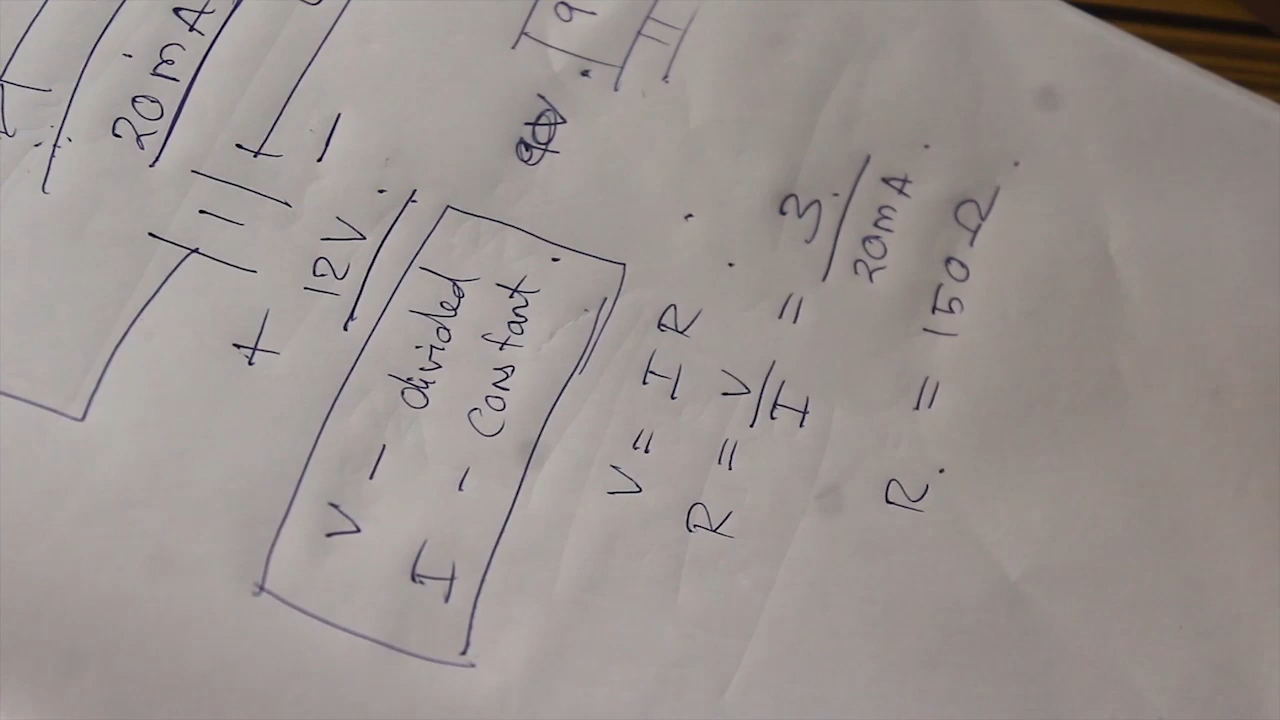 20mA
+ -
12V
V - divided
I - Constant
V = IR
R = V/I = 3/20mA
R = 150Ω